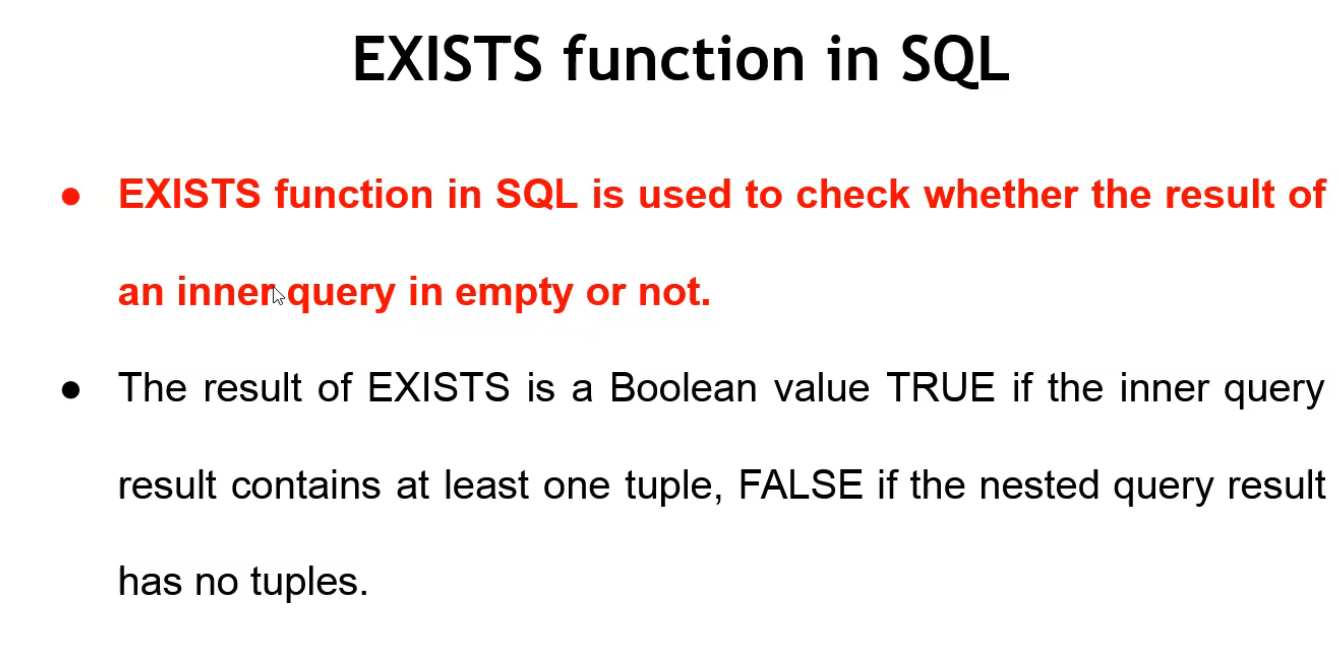 EXISTS function in SQL
● EXISTS function in SQL is used to check whether the result of
an inner query in empty or not.
● The result of EXISTS is a Boolean value TRUE if the inner query
result contains at least one tuple, FALSE if the nested query result
has no tuples.